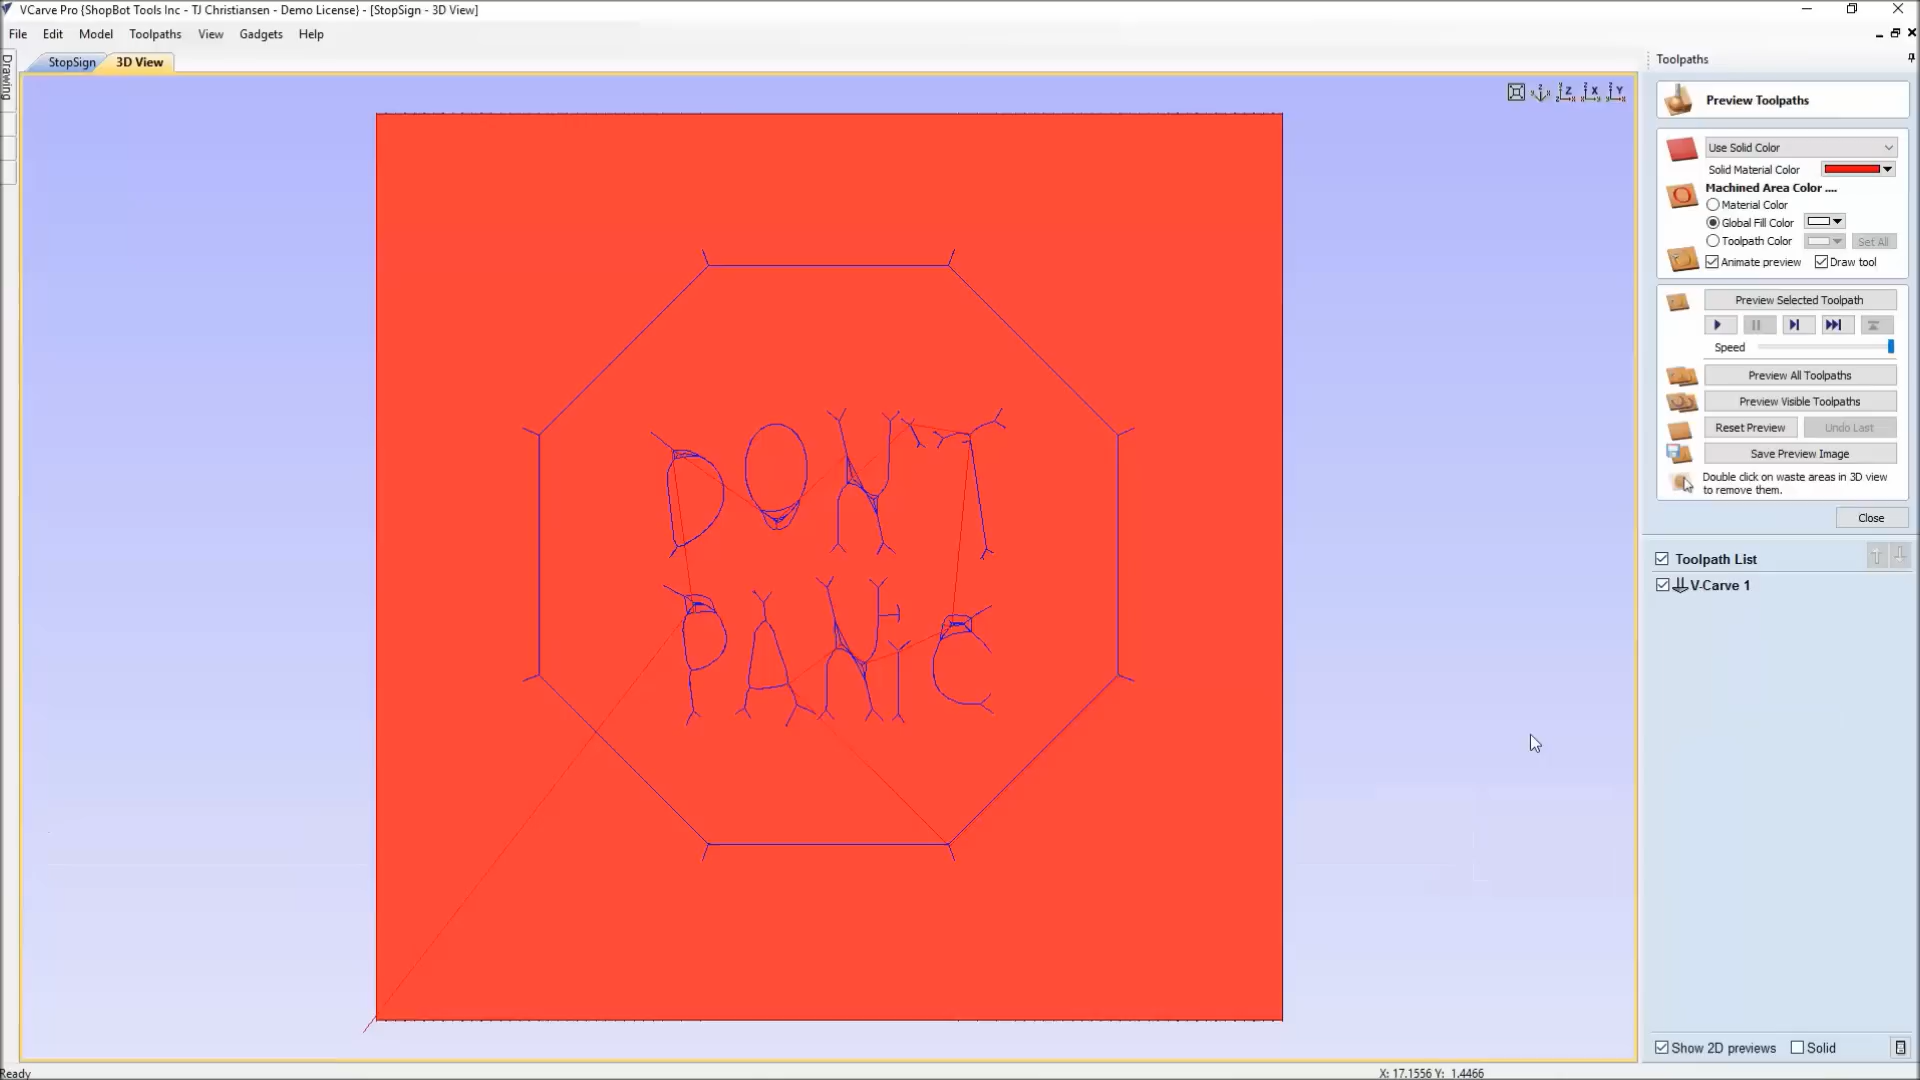 VCarve Pro {ShopBot Tools Inc - TJ Christiansen - Demo License} - [StopSign - 3D View]
File Edit Model Toolpaths View Gadgets Help
Drawing
StopSign 3D View
Toolpaths
Preview Toolpaths
Use Solid Color
Solid Material Color
Machined Area Color ....
Material Color
Global Fill Color
Toolpath Color Set All
Animate preview Draw tool
Preview Selected Toolpath
Speed
Preview All Toolpaths
Preview Visible Toolpaths
Reset Preview Undo Last
Save Preview Image
Double click on waste areas in 3D view
to remove them.
Close
Toolpath List
V-Carve 1
DON'T
PANIC
Show 2D previews Solid
Ready
X: 17.1556 Y: 1.4466